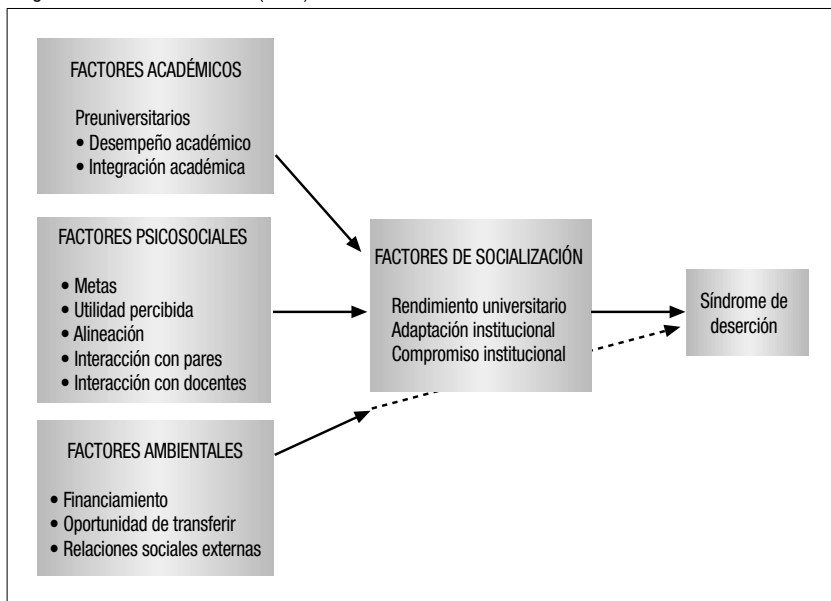 FACTORES ACADÉMICOS
Preuniversitarios
• Desempeño académico
• Integración académica
FACTORES PSICOSOCIALES
• Metas
• Utilidad percibida
• Alineación
• Interacción con pares
• Interacción con docentes
FACTORES AMBIENTALES
• Financiamiento
• Oportunidad de transferir
• Relaciones sociales externas
FACTORES DE SOCIALIZACIÓN
Rendimiento universitario
Adaptación institucional
Compromiso institucional
Síndrome de
deserción